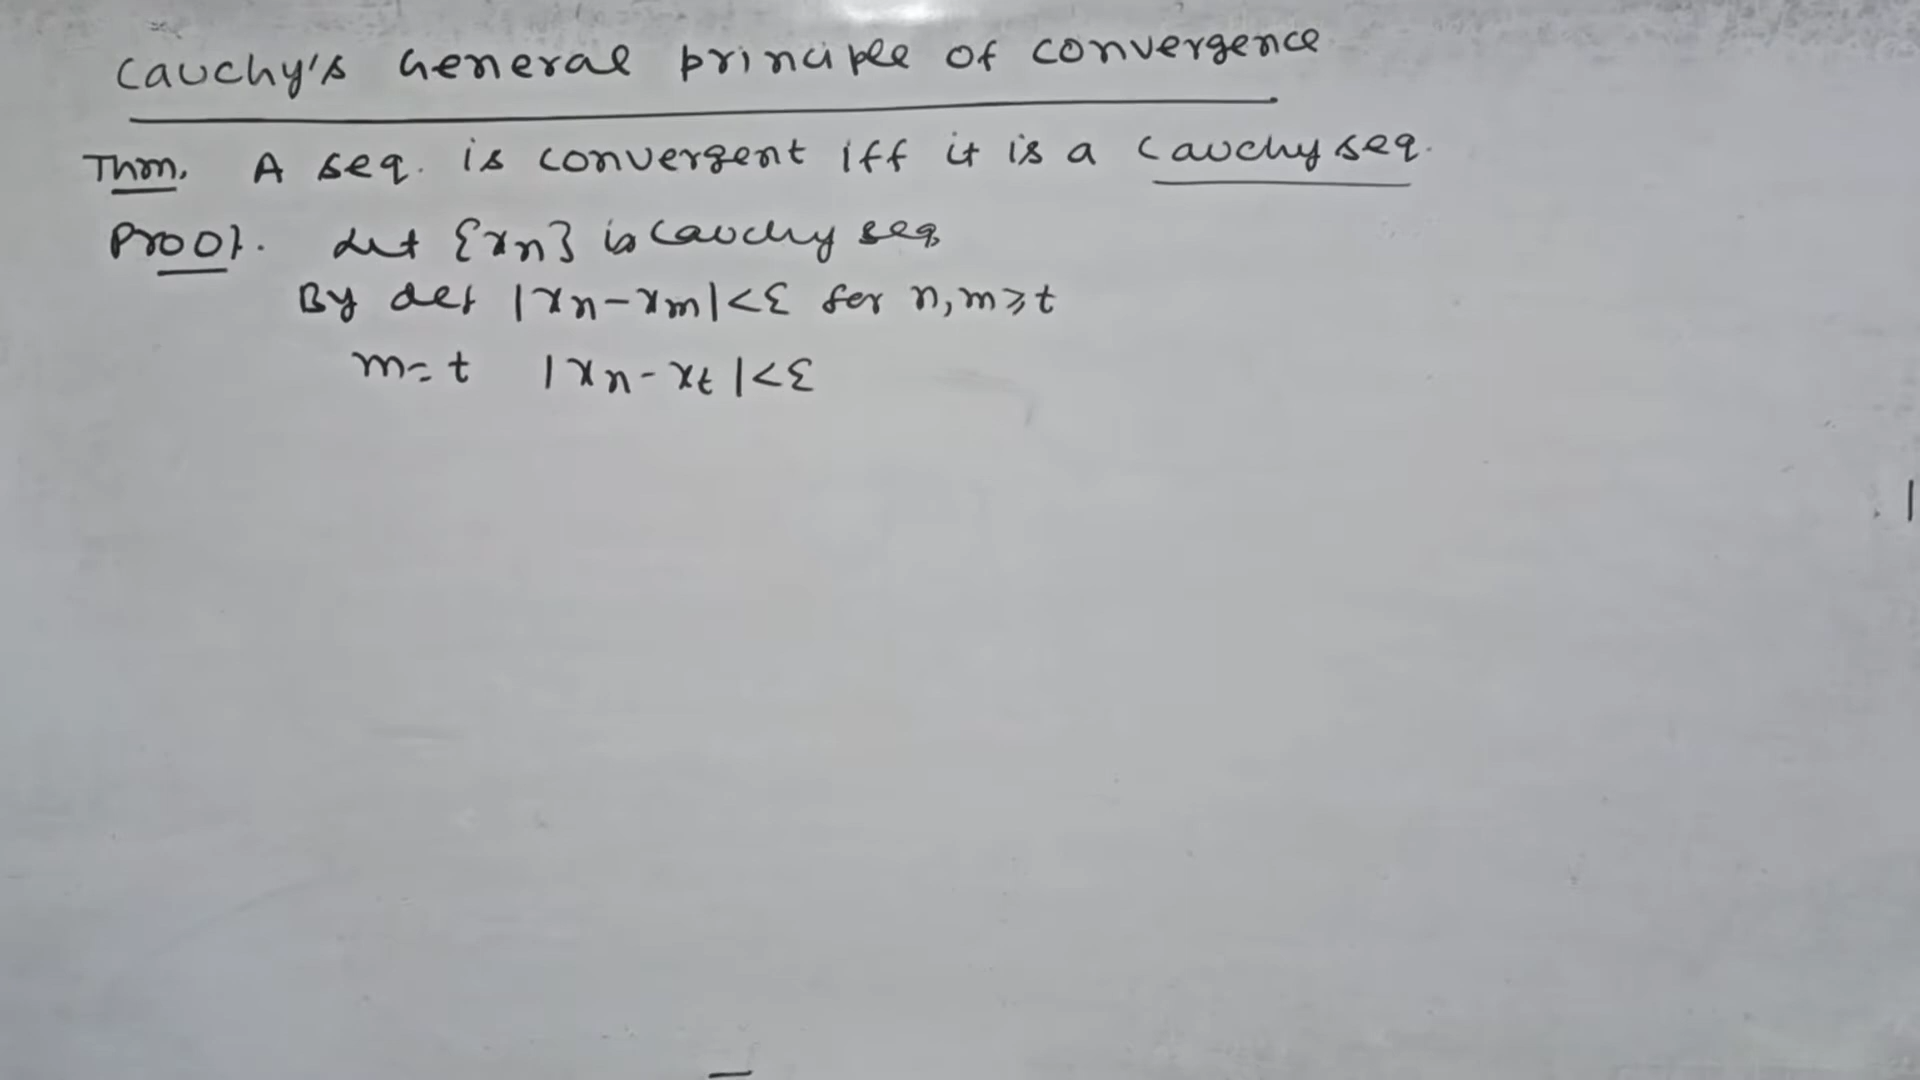 Cauchy's General principle of convergence
Thm. A seq. is convergent iff it is a Cauchy seq.
Proof. Let {xn} is Cauchy seq
By def |xn-xm|<ε for n,m≥t
m=t |xn-xt|<ε